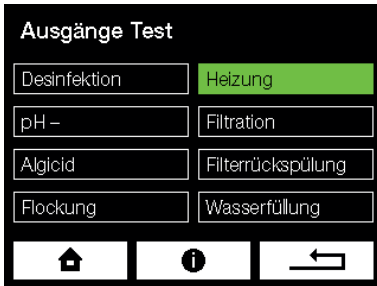 Ausgänge Test
Desinfektion
Heizung
pH –
Filtration
Algicid
Filterrückspülung
Flockung
Wasserfüllung